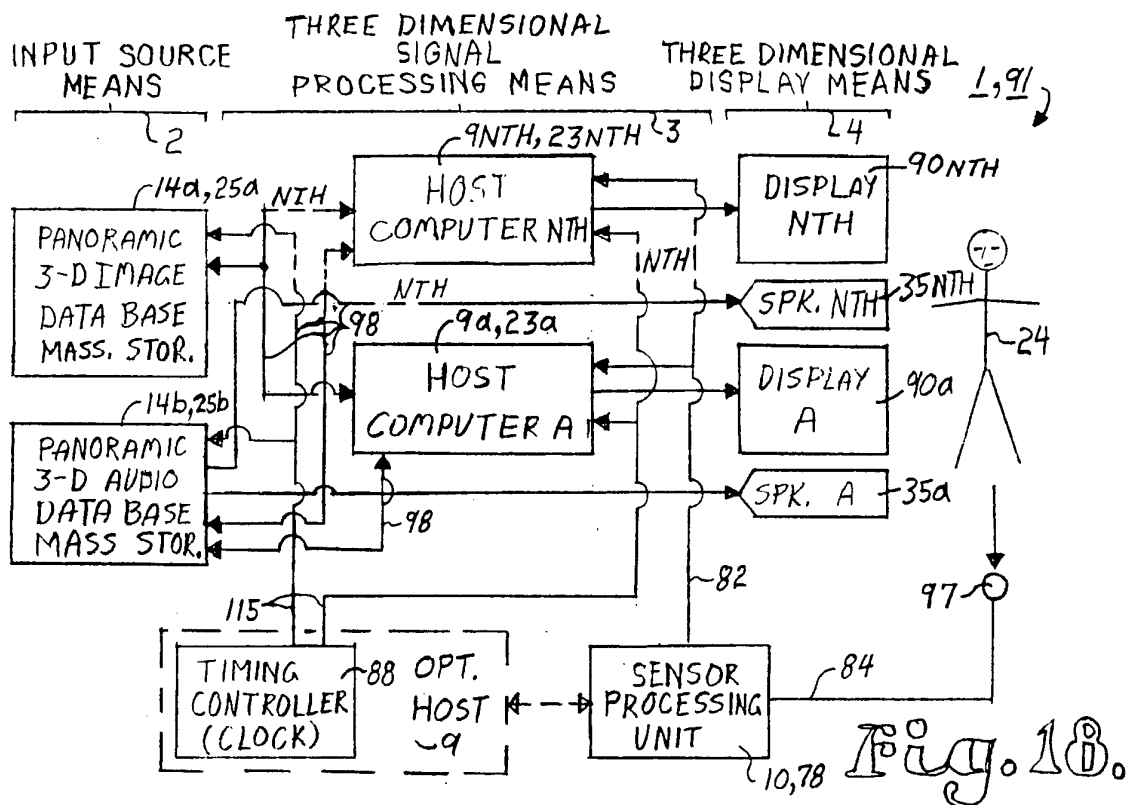 INPUT SOURCE
MEANS
2
THREE DIMENSIONAL
SIGNAL
PROCESSING MEANS
3
THREE DIMENSIONAL
DISPLAY MEANS
4
1,91
14a,25a
PANORAMIC
3-D IMAGE
DATA BASE
MASS. STOR.
NTH
9NTH, 23NTH
HOST
COMPUTER NTH
DISPLAY
NTH
90NTH
NTH
NTH
SPK. NTH
35NTH
98
9a,23a
HOST
COMPUTER A
DISPLAY
A
90a
24
14b,25b
PANORAMIC
3-D AUDIO
DATA BASE
MASS STOR.
98
SPK. A
35a
82
97
115
TIMING
CONTROLLER
(CLOCK)
88
OPT.
HOST
9
SENSOR
PROCESSING
UNIT
84
10,78
Fig. 18.